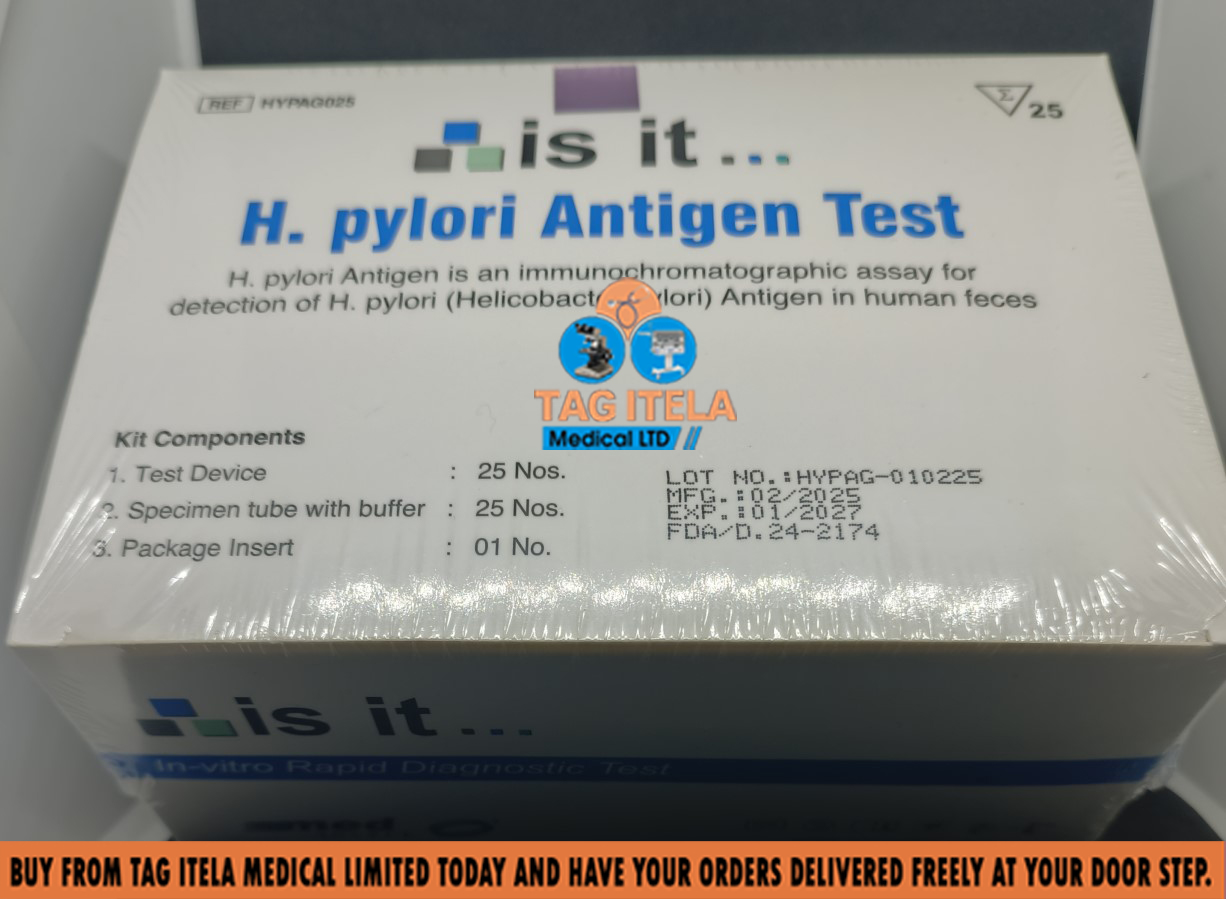 REF HYPAG025
Σ 25
is it...
H. pylori Antigen Test
H. pylori Antigen is an immunochromatographic assay for
detection of H. pylori (Helicobact lori) Antigen in human feces
TAG ITELA
Medical LTD //
Kit Components
1. Test Device : 25 Nos.
2. Specimen tube with buffer : 25 Nos.
3. Package Insert : 01 No.
LOT NO.:HYPAG-010225
MFG.:02/2025
EXP.:01/2027
FDA/D.24-2174
is it...
In-vitro Rapid Diagnostic Test
BUY FROM TAG ITELA MEDICAL LIMITED TODAY AND HAVE YOUR ORDERS DELIVERED FREELY AT YOUR DOOR STEP.